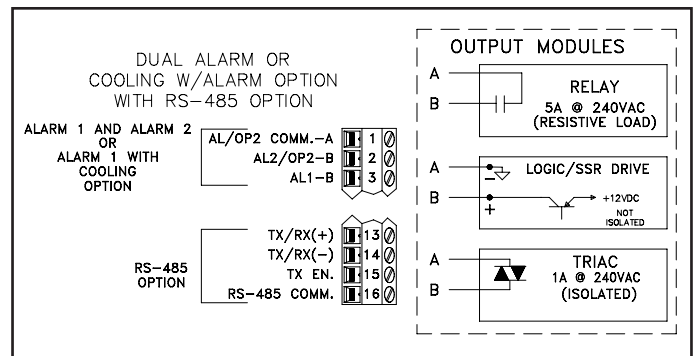 DUAL ALARM OR
COOLING W/ALARM OPTION
WITH RS-485 OPTION
ALARM 1 AND ALARM 2
OR
ALARM 1 WITH
COOLING
OPTION
AL/OP2 COMM.-A 1
AL2/OP2-B 2
AL1-B 3
RS-485
OPTION
TX/RX(+) 13
TX/RX(-) 14
TX EN. 15
RS-485 COMM. 16
OUTPUT MODULES
A
B
RELAY
5A @ 240VAC
(RESISTIVE LOAD)
A
B
-
+
LOGIC/SSR DRIVE
+12VDC
NOT
ISOLATED
A
B
TRIAC
1A @ 240VAC
(ISOLATED)